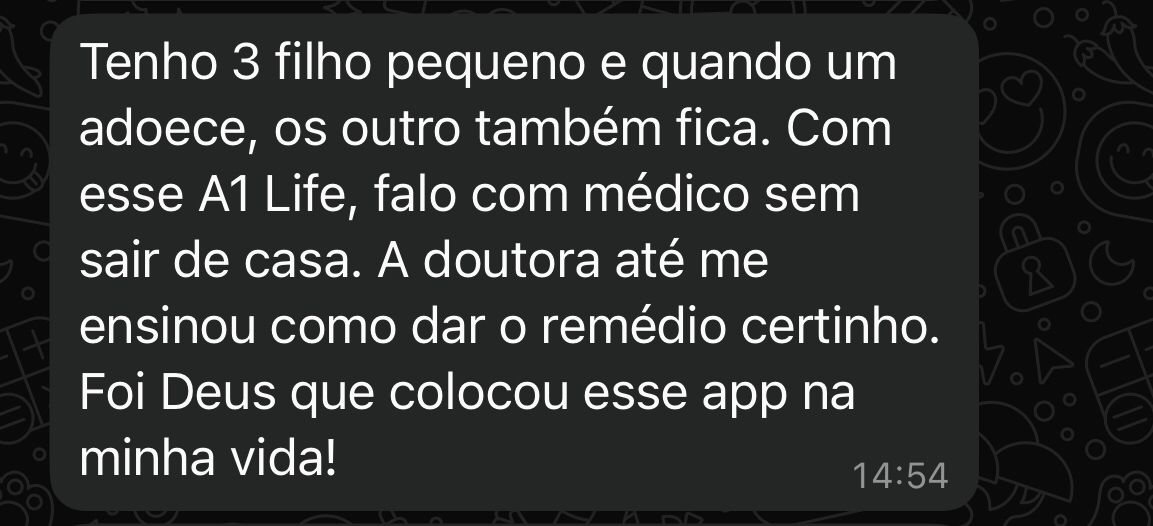 Tenho 3 filho pequeno e quando um
adoece, os outro também fica. Com
esse A1 Life, falo com médico sem
sair de casa. A doutora até me
ensinou como dar o remédio certinho.
Foi Deus que colocou esse app na
minha vida!
14:54